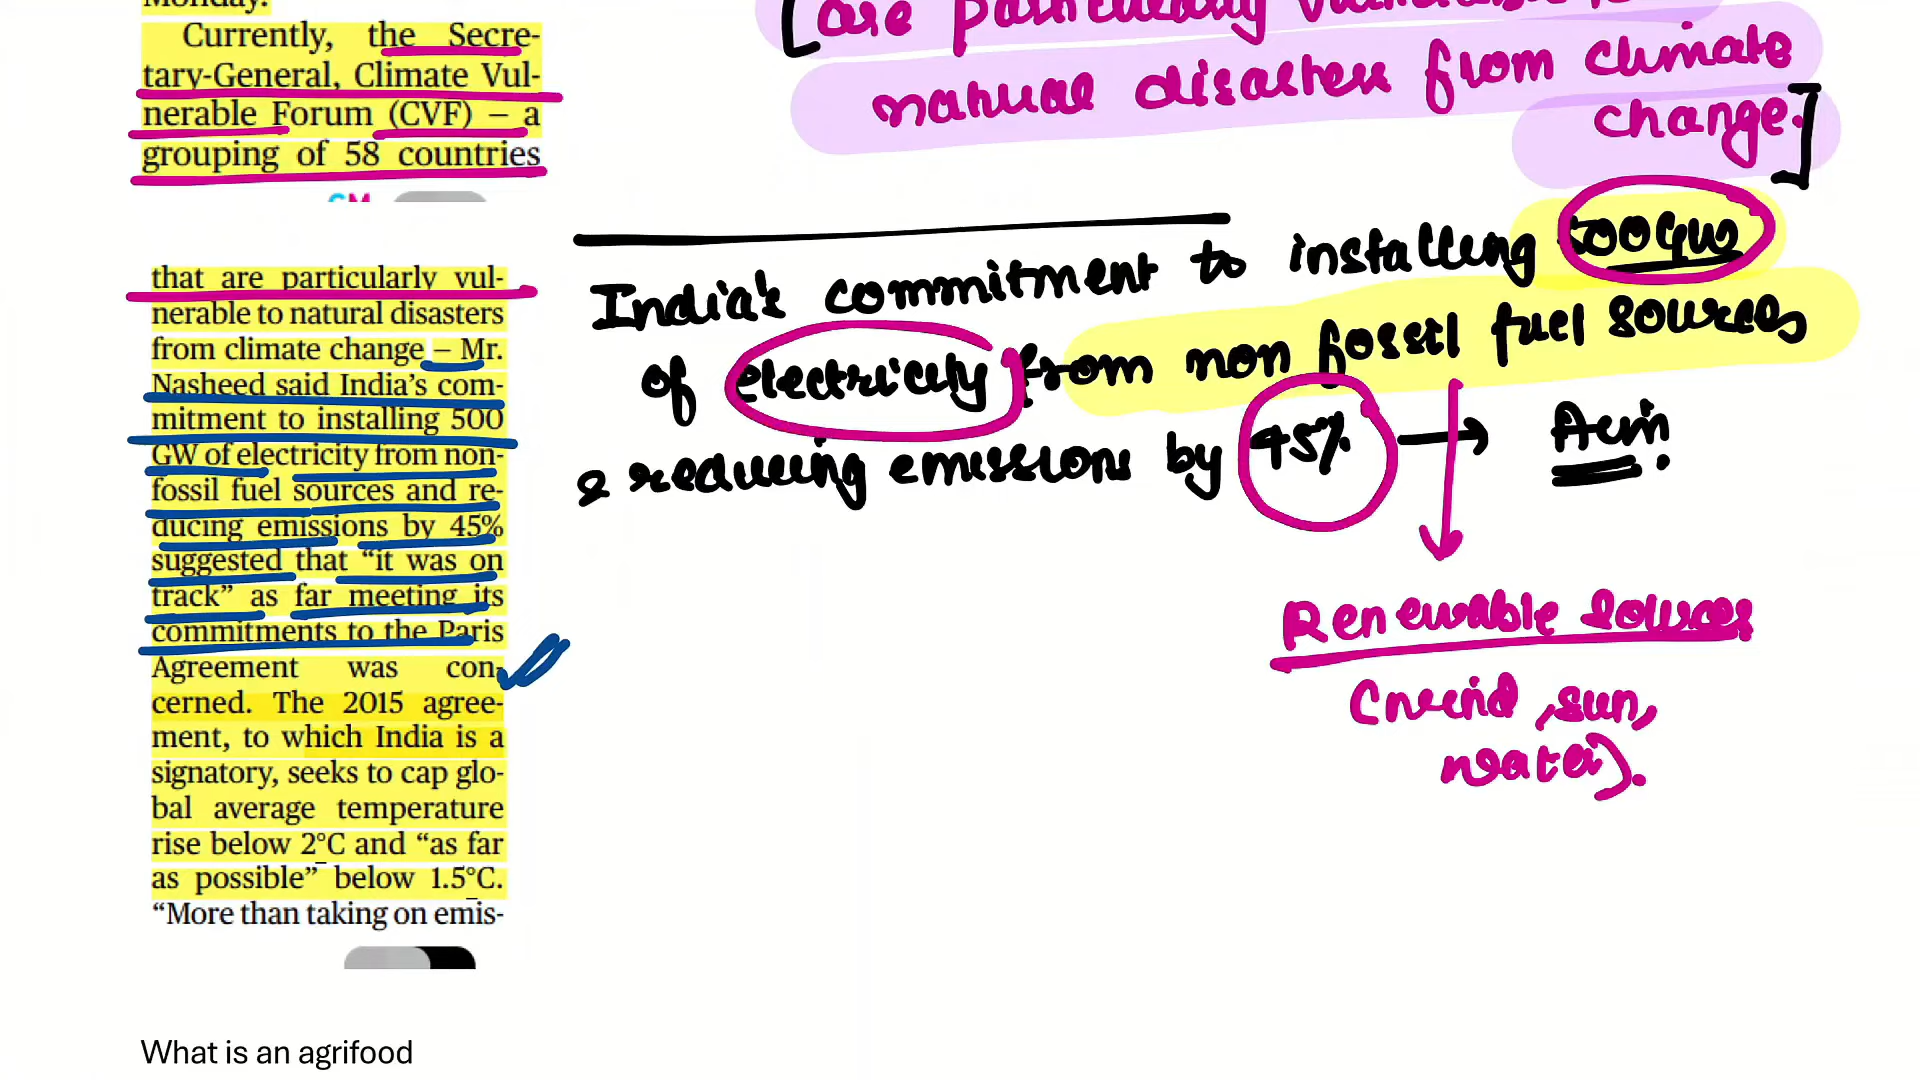 Monday.
Currently, the Secre-
tary-General, Climate Vul-
nerable Forum (CVF) – a
grouping of 58 countries
that are particularly vul-
nerable to natural disasters
from climate change – Mr.
Nasheed said India’s com-
mitment to installing 500
GW of electricity from non-
fossil fuel sources and re-
ducing emissions by 45%
suggested that “it was on
track” as far meeting its
commitments to the Paris
Agreement was con-
cerned. The 2015 agree-
ment, to which India is a
signatory, seeks to cap glo-
bal average temperature
rise below 2°C and “as far
as possible” below 1.5°C.
“More than taking on emis-
What is an agrifood
[are particularly vulnerable to
natural disasters from climate
change.]
India's commitment to installing 500GW
of electricity from non fossil fuel sources
& reducing emissions by 45% → Aim.
Renewable sources
(wind, sun,
water).